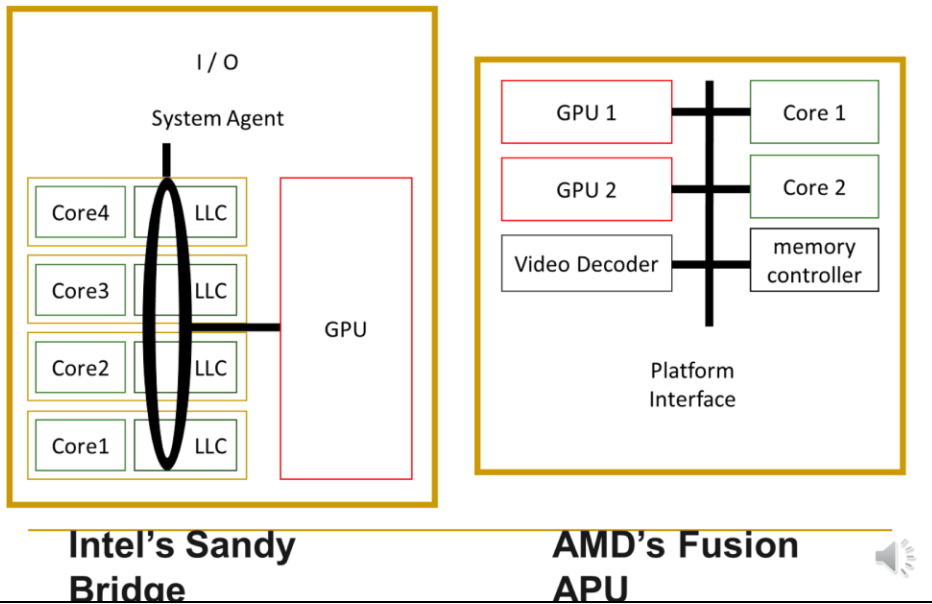 I / O
System Agent
Core4
LLC
Core3
LLC
Core2
LLC
Core1
LLC
GPU
GPU 1
Core 1
GPU 2
Core 2
Video Decoder
memory
controller
Platform
Interface
Intel's Sandy
Bridge
AMD's Fusion
APU